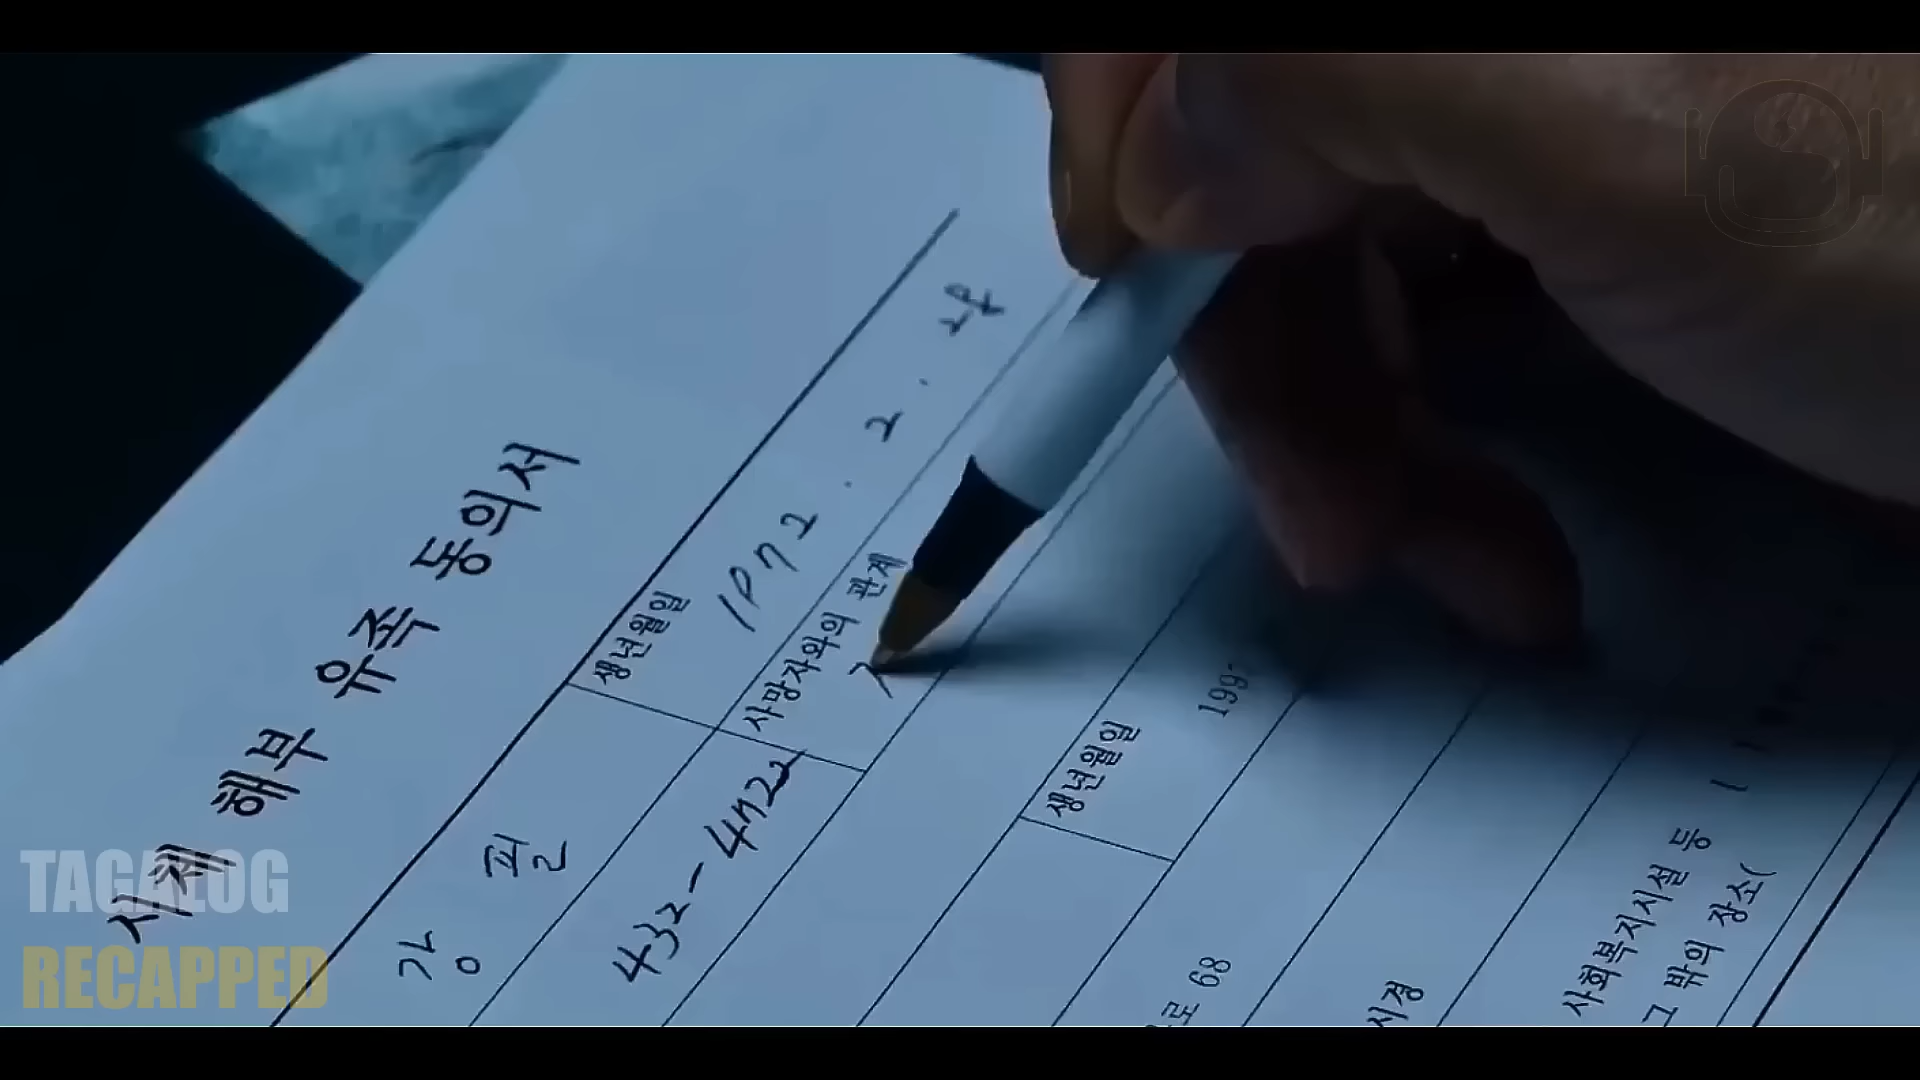 시체 해부 유족 동의서
강 필 생년월일 1972. 2. 28
432-4722 사망자와의 관계
생년월일 199
로 68
시경
사회복지시설 등
그 밖의 장소(
TAGALOG
RECAPPED